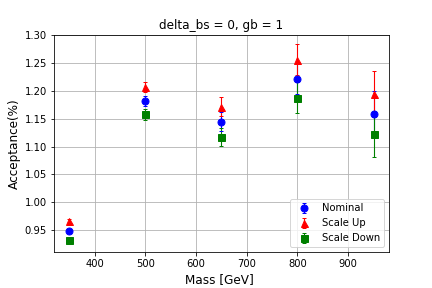 delta_bs = 0, gb = 1
Acceptance(%)
1.30
1.25
1.20
1.15
1.10
1.05
1.00
0.95
400
500
600
700
800
900
Mass [GeV]
Nominal
Scale Up
Scale Down